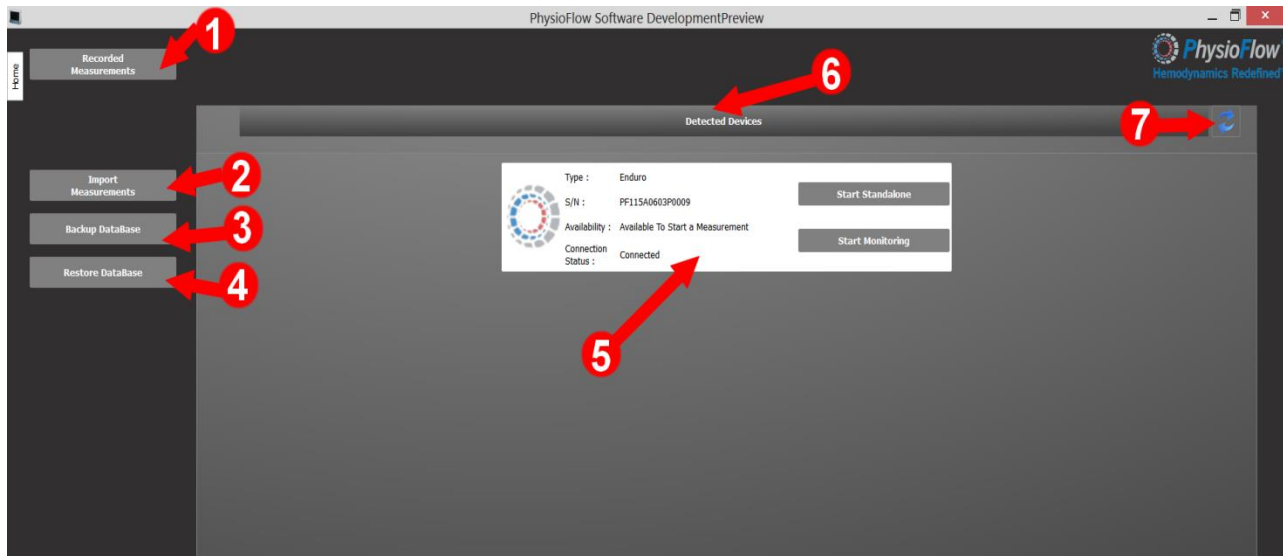 PhysioFlow Software DevelopmentPreview
1
Home
Recorded
Measurements
PhysioFlow
Hemodynamics Redefined
6
Detected Devices
7
Import
Measurements
2
Backup DataBase
3
Restore DataBase
4
Type : Enduro
S/N : PF115A0603P0009
Availability : Available To Start a Measurement
Connection
Status : Connected
Start Standalone
Start Monitoring
5